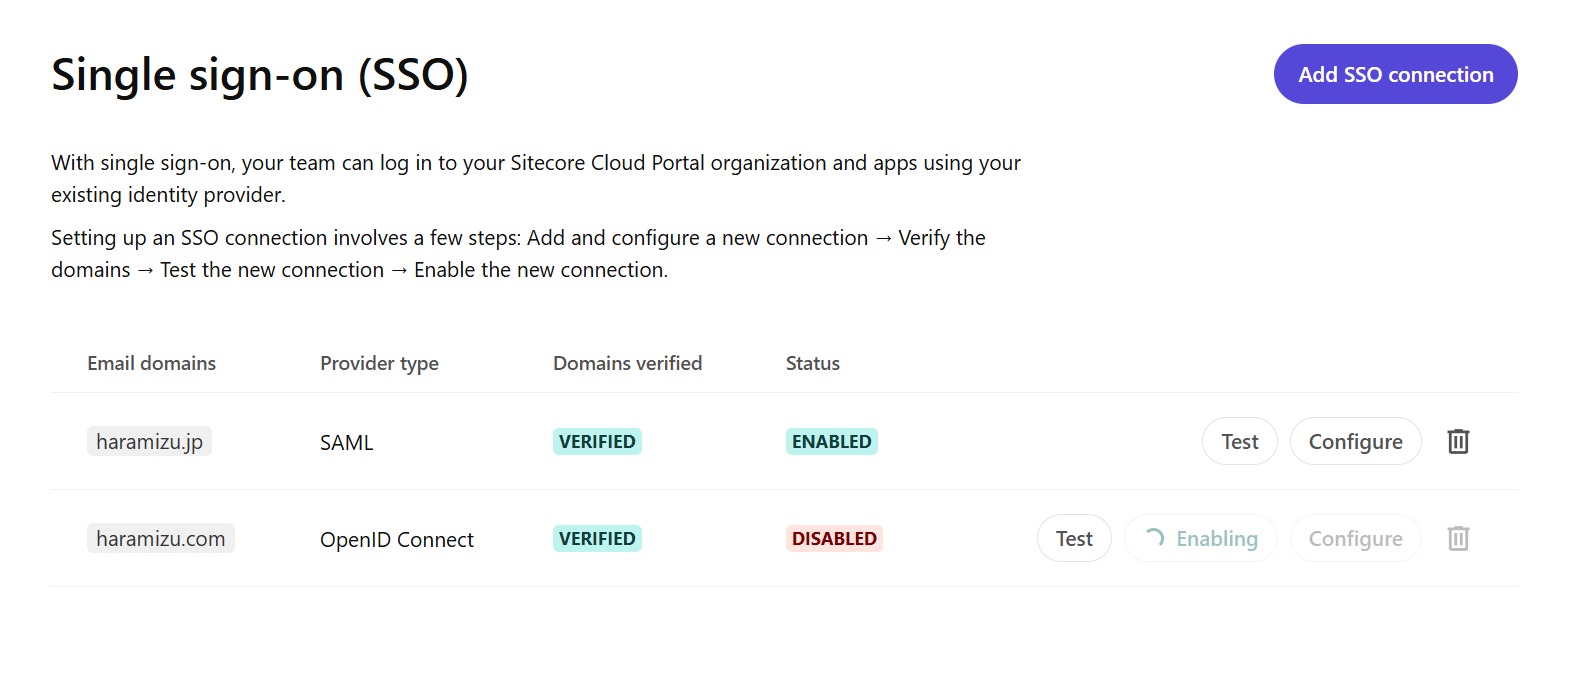 Single sign-on (SSO)
Add SSO connection
With single sign-on, your team can log in to your Sitecore Cloud Portal organization and apps using your
existing identity provider.
Setting up an SSO connection involves a few steps: Add and configure a new connection → Verify the
domains → Test the new connection → Enable the new connection.
Email domains Provider type Domains verified Status
haramizu.jp SAML VERIFIED ENABLED Test Configure
haramizu.com OpenID Connect VERIFIED DISABLED Test Enabling Configure